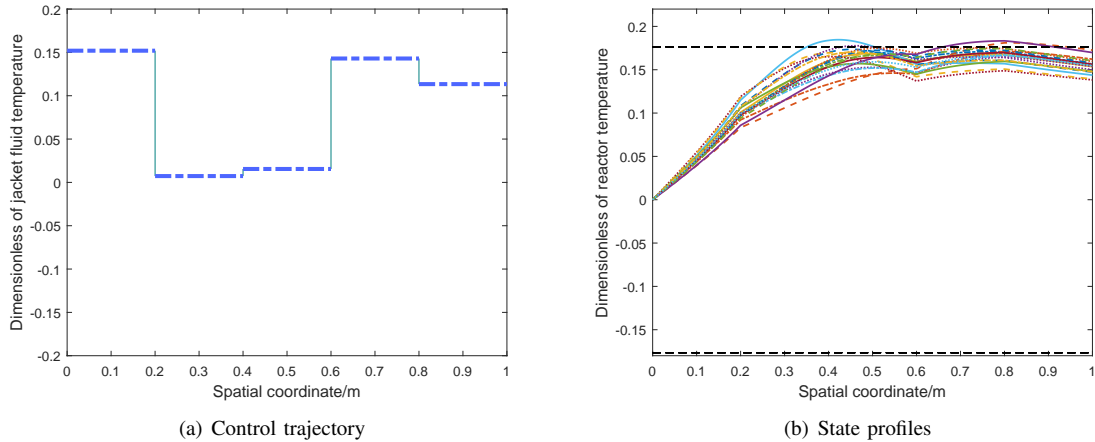 Dimensionless of jacket fluid temperature
0.2
0.15
0.1
0.05
0
-0.05
-0.1
-0.15
-0.2
0 0.1 0.2 0.3 0.4 0.5 0.6 0.7 0.8 0.9 1
Spatial coordinate/m
(a) Control trajectory
Dimensionless of reactor temperature
0.2
0.15
0.1
0.05
0
-0.05
-0.1
-0.15
0 0.1 0.2 0.3 0.4 0.5 0.6 0.7 0.8 0.9 1
Spatial coordinate/m
(b) State profiles